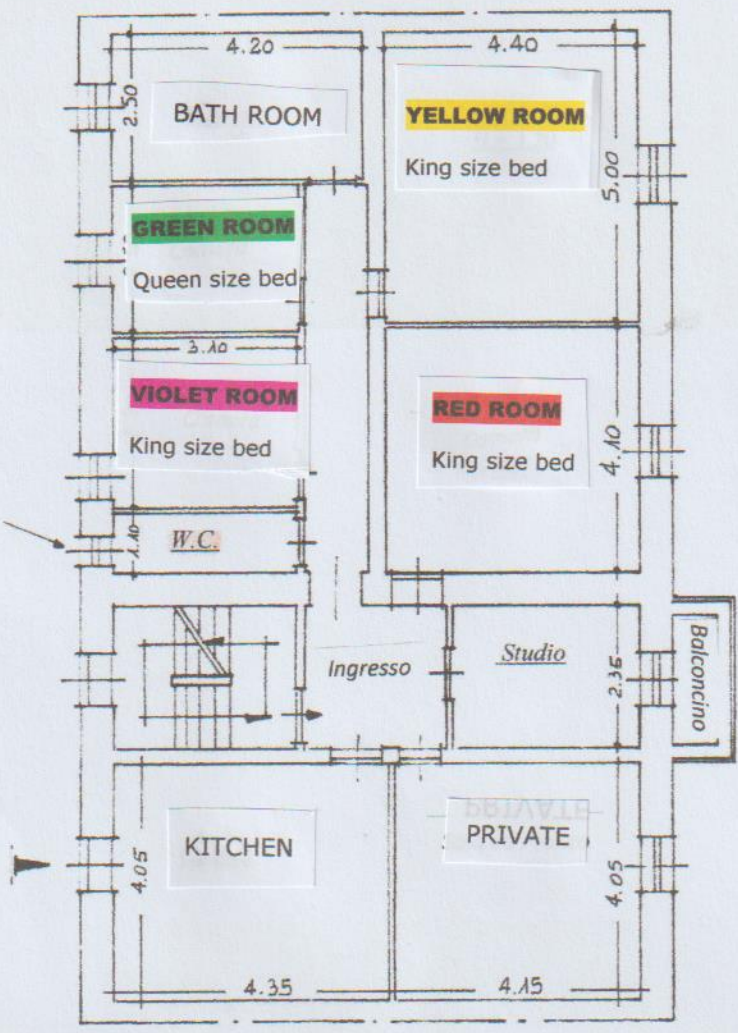 4.20
4.40
2.50
BATH ROOM
YELLOW ROOM
King size bed
5.00
GREEN ROOM
Queen size bed
3.10
VIOLET ROOM
King size bed
RED ROOM
King size bed
4.10
1.10
W.C.
Ingresso
Studio
2.35
Balconcino
KITCHEN
PRIVATE
PRIVATE
4.05
4.05
4.35
4.15